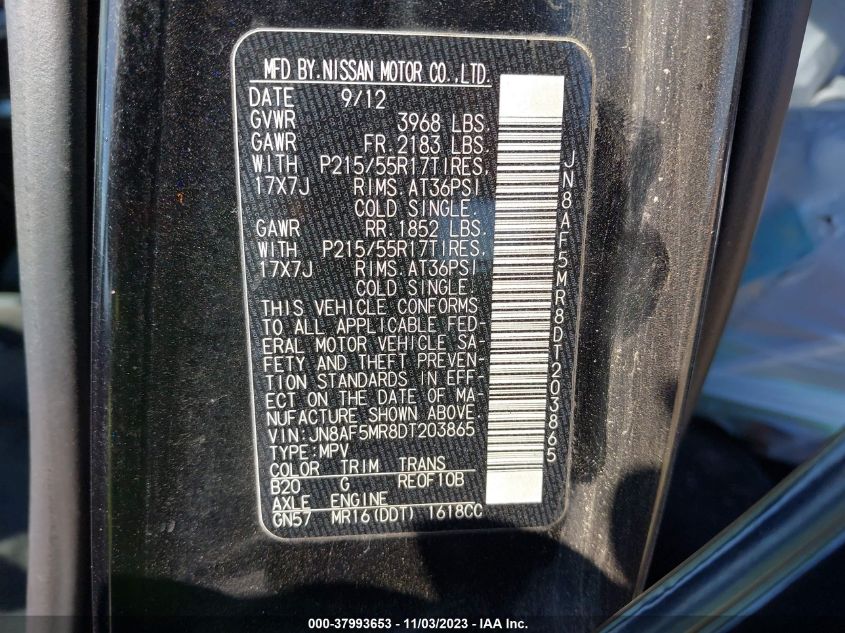 MFD BY.NISSAN MOTOR CO.,LTD.
DATE 9/12
GVWR 3968 LBS.
GAWR FR.2183 LBS.
WITH P215/55R17TIRES,
17X7J RIMS.AT36PSI
COLD SINGLE.
GAWR RR 1852 LBS.
WITH P215/55R17TIRES,
17X7J RIMS.AT36PSI
COLD SINGLE.
THIS VEHICLE CONFORMS
TO ALL APPLICABLE FED-
ERAL MOTOR VEHICLE SA-
FETY AND THEFT PREVEN-
TION STANDARDS IN EFF-
ECT ON THE DATE OF MA-
NUFACTURE SHOWN ABOVE.
VIN:JN8AF5MR8DT203865
TYPE:MPV
COLOR TRIM TRANS
B20 G RE0F10B
AXLE ENGINE
GN57 MR16(DDT) 1618CC
JN8AF5MR8DT203865
000-37993653 - 11/03/2023 - IAA Inc.